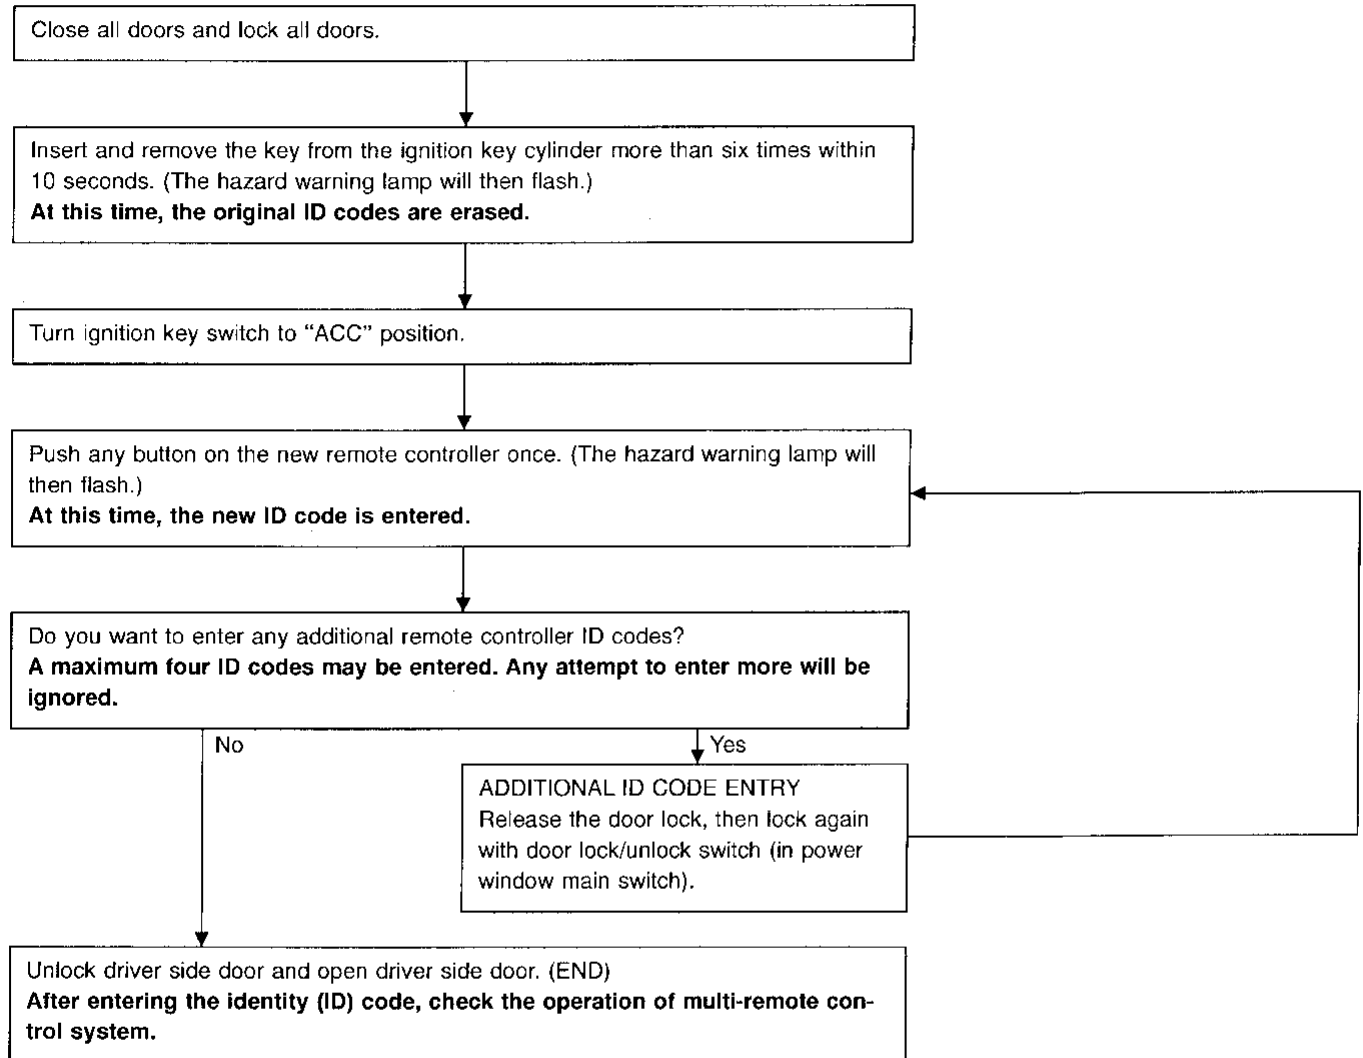 Close all doors and lock all doors.
Insert and remove the key from the ignition key cylinder more than six times within
10 seconds. (The hazard warning lamp will then flash.)
At this time, the original ID codes are erased.
Turn ignition key switch to “ACC” position.
Push any button on the new remote controller once. (The hazard warning lamp will
then flash.)
At this time, the new ID code is entered.
Do you want to enter any additional remote controller ID codes?
A maximum four ID codes may be entered. Any attempt to enter more will be
ignored.
No
Yes
ADDITIONAL ID CODE ENTRY
Release the door lock, then lock again
with door lock/unlock switch (in power
window main switch).
Unlock driver side door and open driver side door. (END)
After entering the identity (ID) code, check the operation of multi-remote con-
trol system.